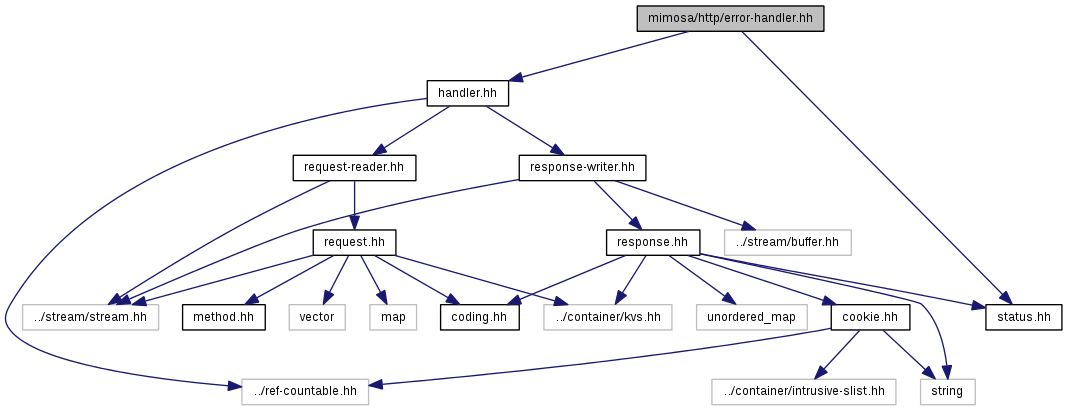 mimosa/http/error-handler.hh
handler.hh
request-reader.hh
response-writer.hh
request.hh
response.hh
../stream/buffer.hh
../stream/stream.hh
method.hh
vector
map
coding.hh
../container/kvs.hh
unordered_map
cookie.hh
status.hh
../ref-countable.hh
../container/intrusive-slist.hh
string